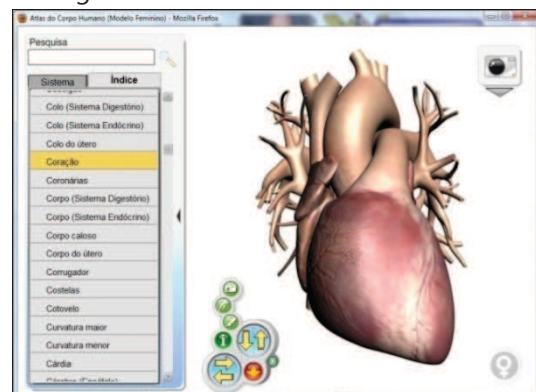 Atlas do Corpo Humano (Modelo Feminino) - Mozilla Firefox
Pesquisa
Sistema Índice
Colo (Sistema Digestório)
Colo (Sistema Endócrino)
Colo do útero
Coração
Coronárias
Corpo (Sistema Digestório)
Corpo (Sistema Endócrino)
Corpo caloso
Corpo do útero
Corrugador
Costelas
Cotovelo
Curvatura maior
Curvatura menor
Cárdia